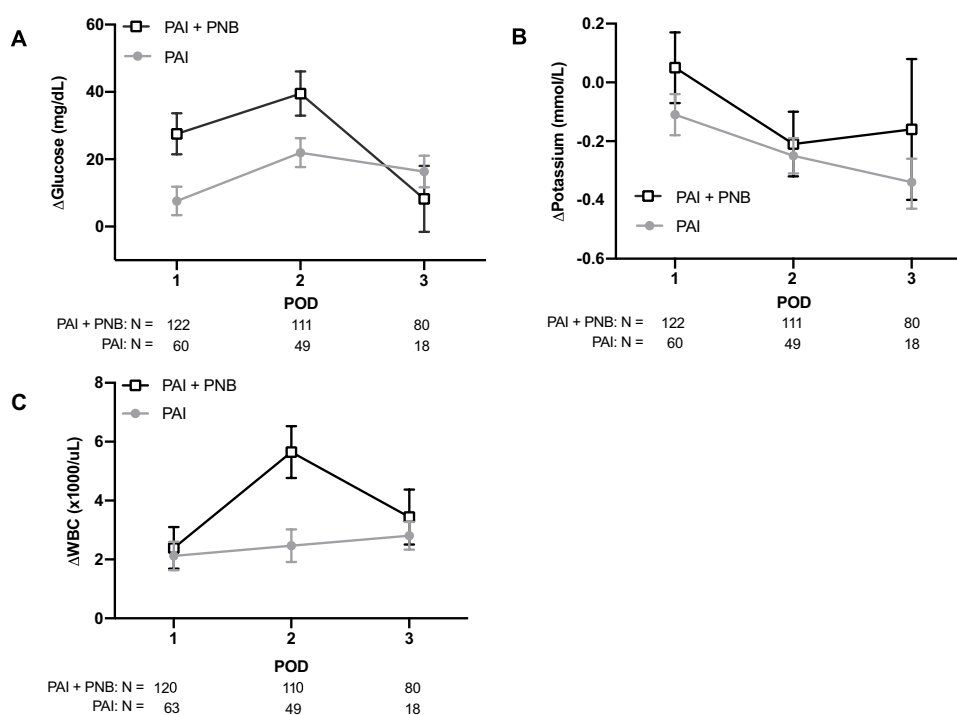 A
60
40
20
0
ΔGlucose (mg/dL)
PAI + PNB
PAI
1 2 3
POD
PAI + PNB: N = 122 111 80
PAI: N = 60 49 18
B
0.2
0.0
-0.2
-0.4
-0.6
ΔPotassium (mmol/L)
PAI + PNB
PAI
1 2 3
POD
PAI + PNB: N = 122 111 80
PAI: N = 60 49 18
C
8
6
4
2
0
ΔWBC (x1000/uL)
PAI + PNB
PAI
1 2 3
POD
PAI + PNB: N = 120 110 80
PAI: N = 63 49 18